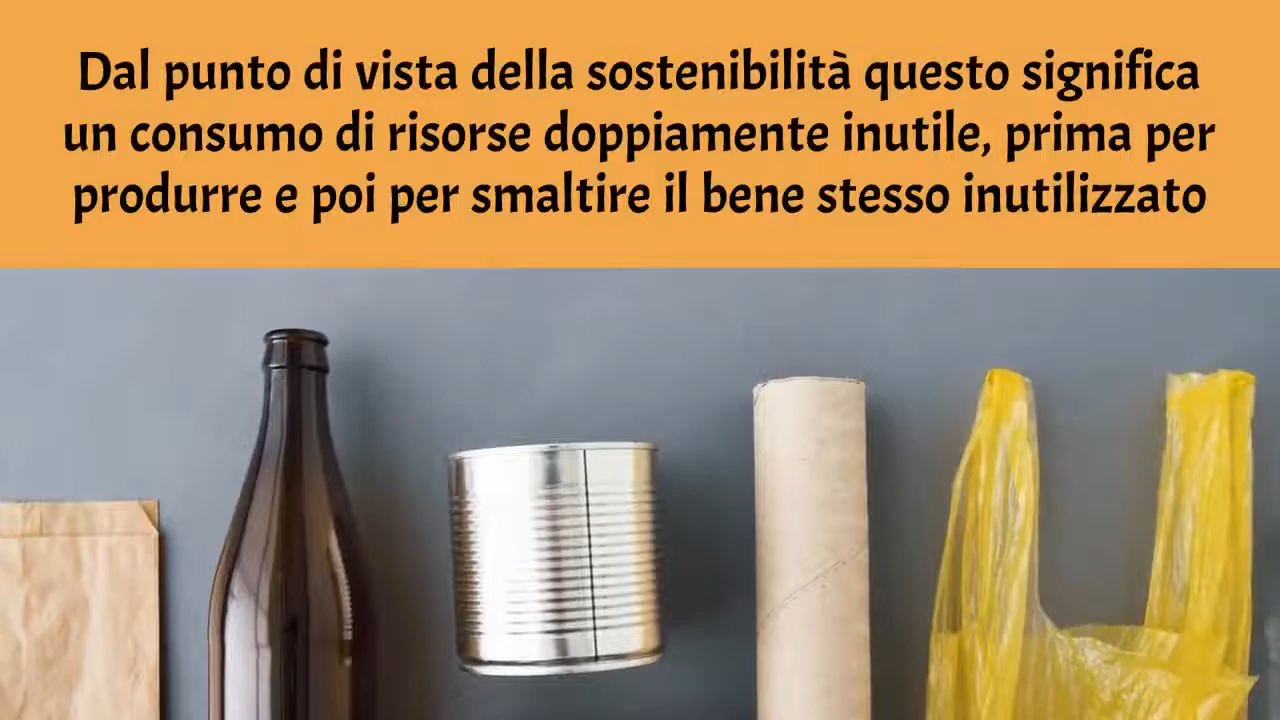 Dal punto di vista della sostenibilità questo significa
un consumo di risorse doppiamente inutile, prima per
produrre e poi per smaltire il bene stesso inutilizzato